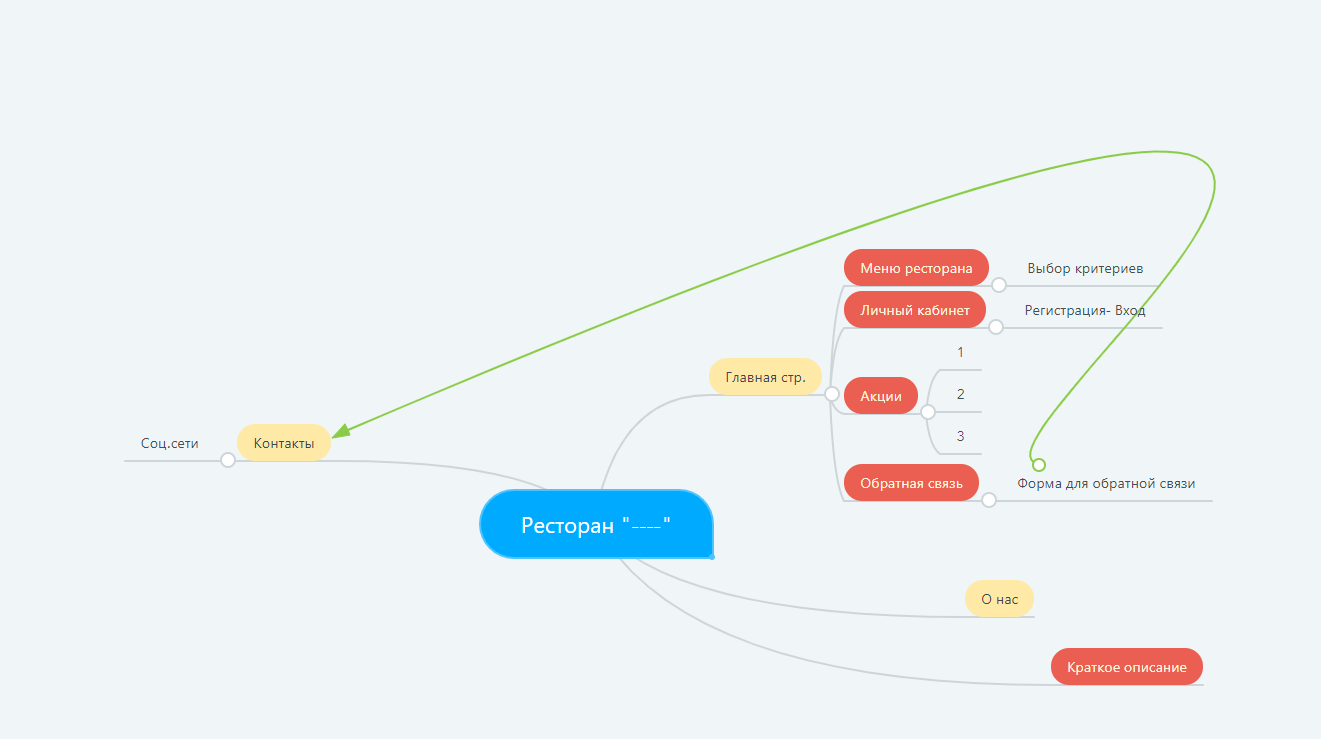 Меню ресторана
Выбор критериев
Личный кабинет
Регистрация- Вход
1
Главная стр.
Акции
2
3
Соц.сети
Контакты
Обратная связь
Форма для обратной связи
Ресторан "----"
О нас
Краткое описание